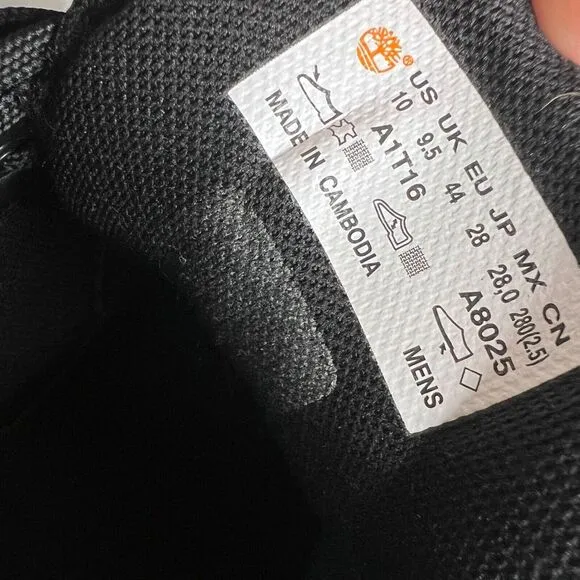 ®
US UK EU JP MX CN
10 9.5 44 28 28,0 280(2.5)
A1T16 A8025
MADE IN CAMBODIA MENS